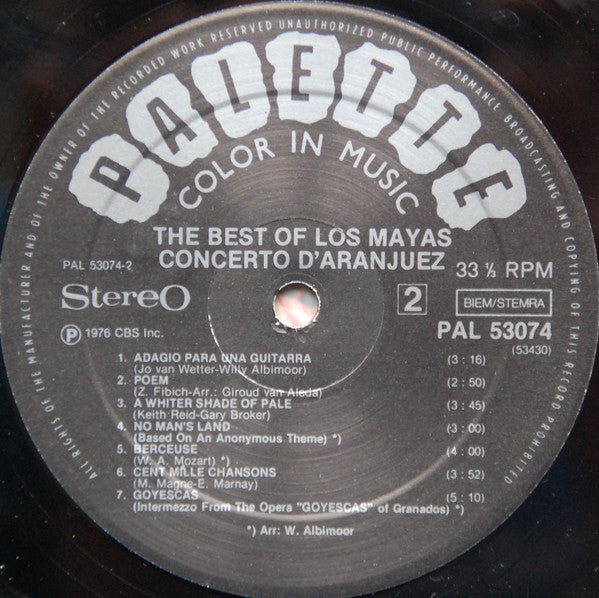 ALL RIGHTS OF THE MANUFACTURER AND OF THE OWNER OF THE RECORDED WORK RESERVED UNAUTHORIZED PUBLIC PERFORMANCE BROADCASTING AND COPYING OF THIS RECORD PROHIBITED
PALETTE
COLOR IN MUSIC
THE BEST OF LOS MAYAS
CONCERTO D'ARANJUEZ
PAL 53074-2
33 ⅓ RPM
Stereo
2
BIEM/STEMRA
Ⓟ 1976 CBS Inc.
PAL 53074
(53430)
1. ADAGIO PARA UNA GUITARRA (3 : 16)
(Jo van Wetter-Willy Albimoor)
2. POEM (2 : 50)
(Z. Fibich-Arr.: Giroud van Aleda)
3. A WHITER SHADE OF PALE (3 : 45)
(Keith Reid-Gary Broker)
4. NO MAN'S LAND (3 : 00)
(Based On An Anonymous Theme) *)
5. BERCEUSE (4 : 00)
(W. A. Mozart) *)
6. CENT MILLE CHANSONS (3 : 52)
(M. Magne-E. Marnay)
7. GOYESCAS (5 : 10)
(Intermezzo From The Opera "GOYESCAS" of Granados) *)
*) Arr: W. Albimoor